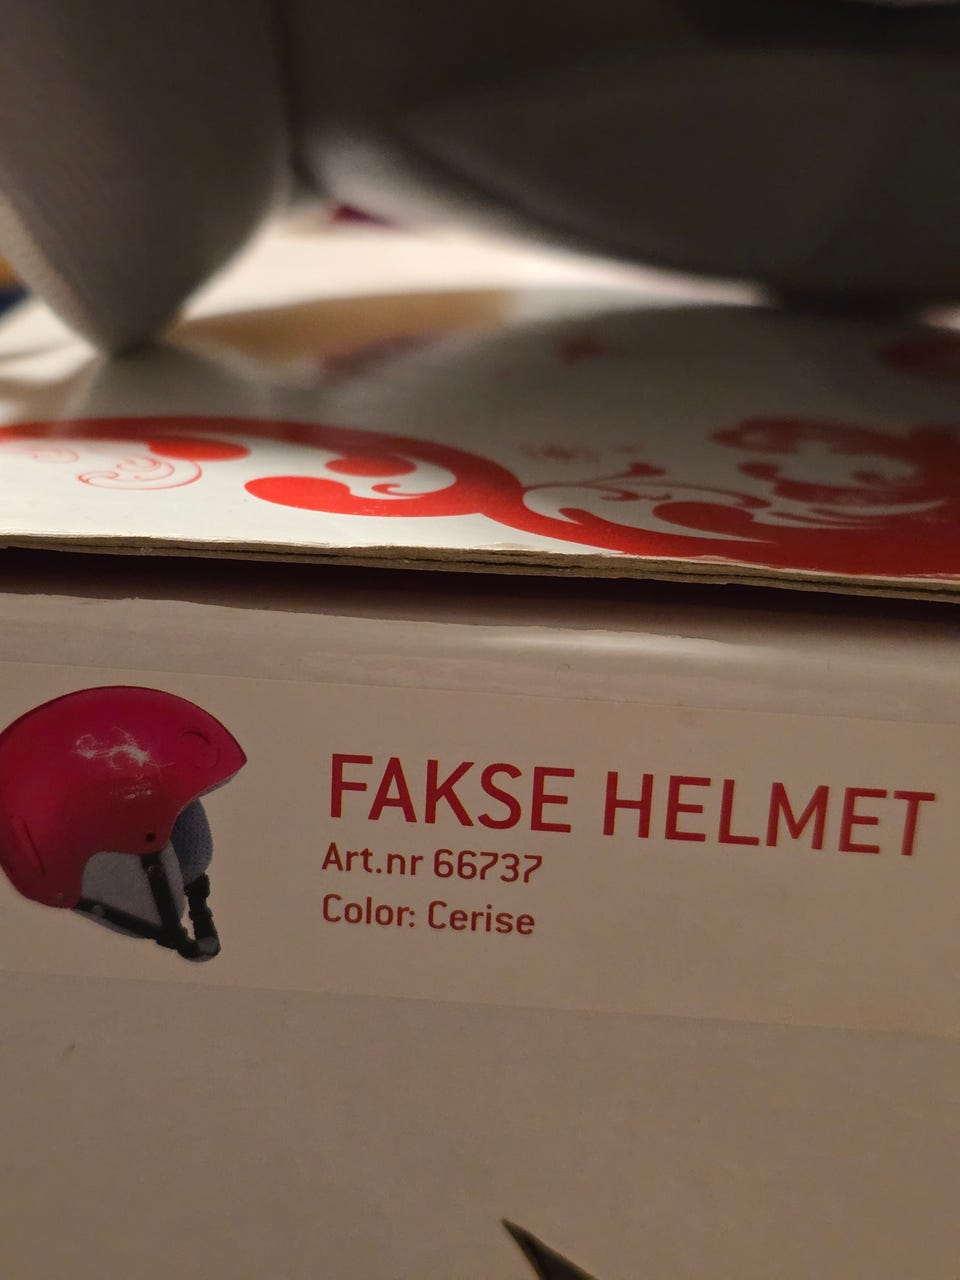 FAKSE HELMET
Art.nr 66737
Color: Cerise